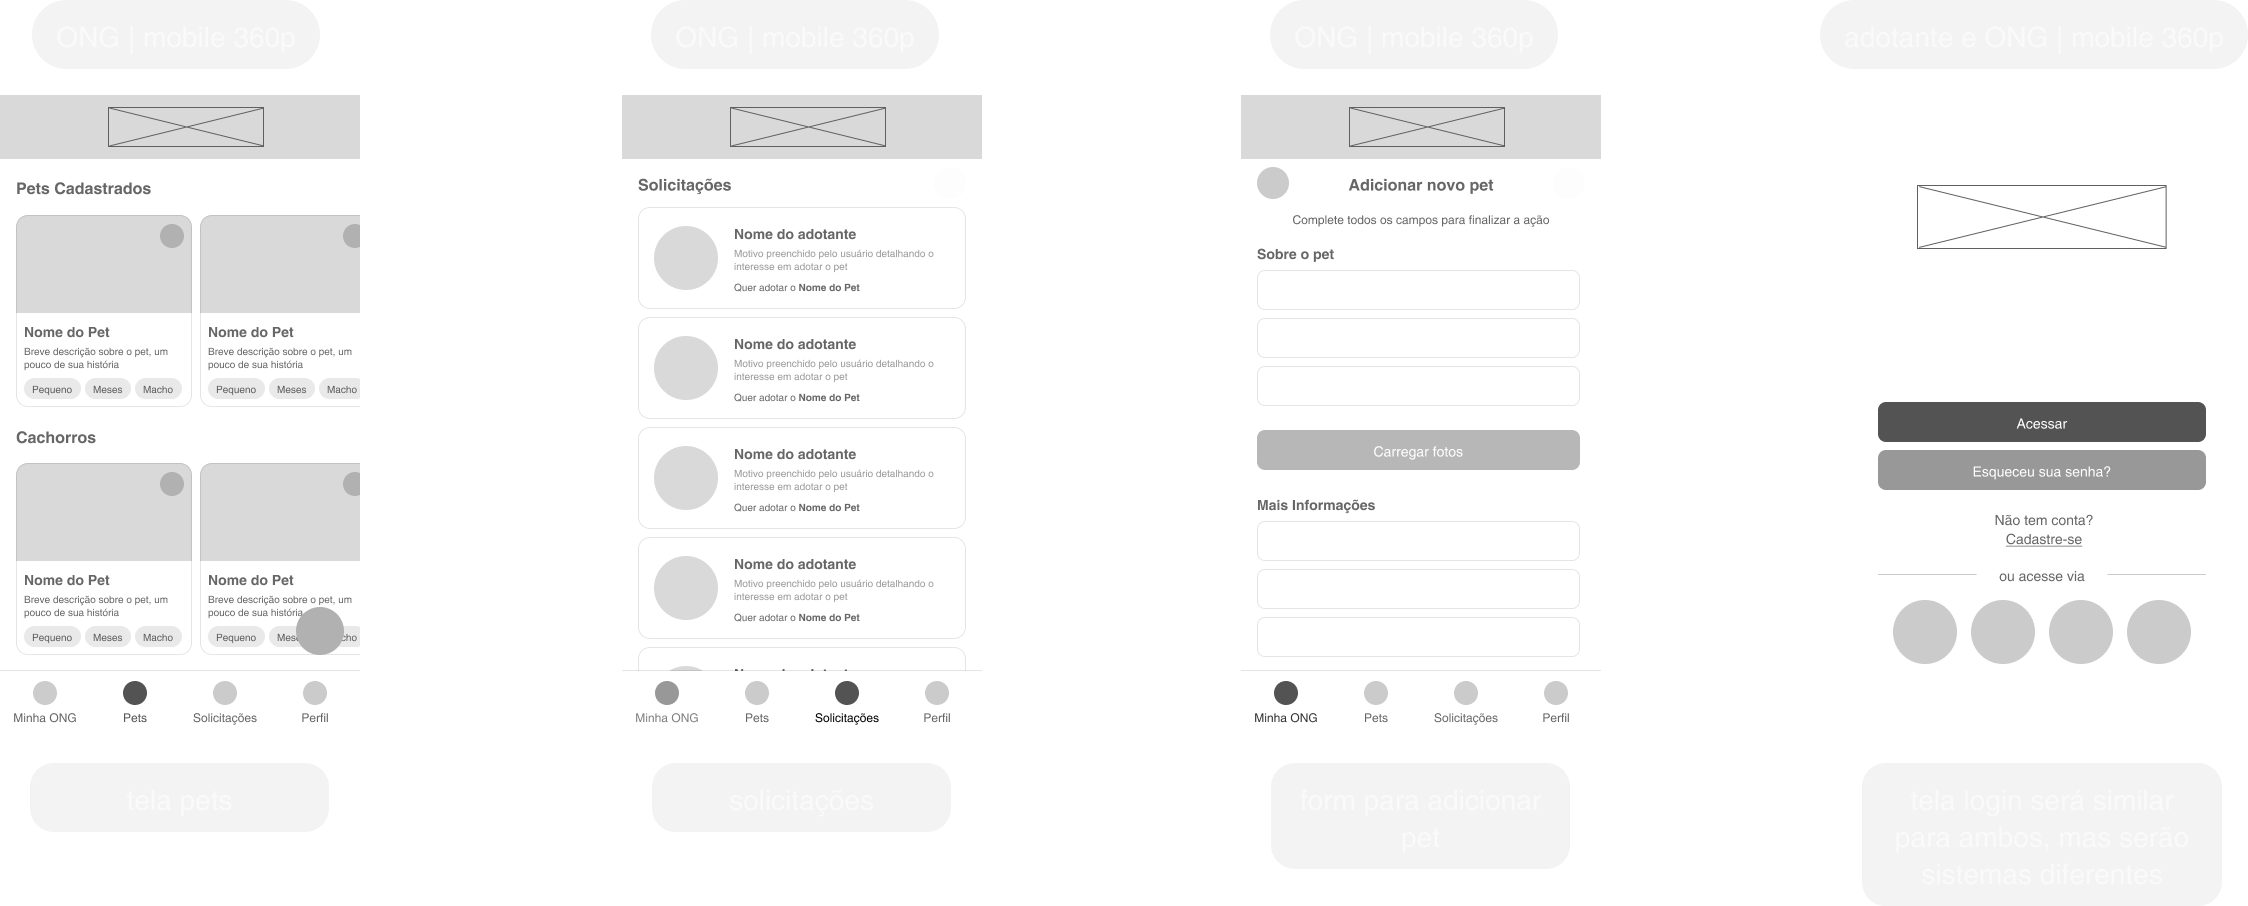 ONG | mobile 360p
ONG | mobile 360p
ONG | mobile 360p
adotante e ONG | mobile 360p
Pets Cadastrados
Nome do Pet
Breve descrição sobre o pet, um
pouco de sua história
Pequeno
Meses
Macho
Nome do Pet
Breve descrição sobre o pet, um
pouco de sua história
Pequeno
Meses
Macho
Cachorros
Nome do Pet
Breve descrição sobre o pet, um
pouco de sua história
Pequeno
Meses
Macho
Nome do Pet
Breve descrição sobre o pet, um
pouco de sua história
Pequeno
Mese
cho
Minha ONG
Pets
Solicitações
Perfil
tela pets
Solicitações
Nome do adotante
Motivo preenchido pelo usuário detalhando o
interesse em adotar o pet
Quer adotar o Nome do Pet
Nome do adotante
Motivo preenchido pelo usuário detalhando o
interesse em adotar o pet
Quer adotar o Nome do Pet
Nome do adotante
Motivo preenchido pelo usuário detalhando o
interesse em adotar o pet
Quer adotar o Nome do Pet
Nome do adotante
Motivo preenchido pelo usuário detalhando o
interesse em adotar o pet
Quer adotar o Nome do Pet
Minha ONG
Pets
Solicitações
Perfil
solicitações
Adicionar novo pet
Complete todos os campos para finalizar a ação
Sobre o pet
Carregar fotos
Mais Informações
Minha ONG
Pets
Solicitações
Perfil
form para adicionar
pet
Acessar
Esqueceu sua senha?
Não tem conta?
Cadastre-se
ou acesse via
tela login será similar
para ambos, mas serão
sistemas diferentes